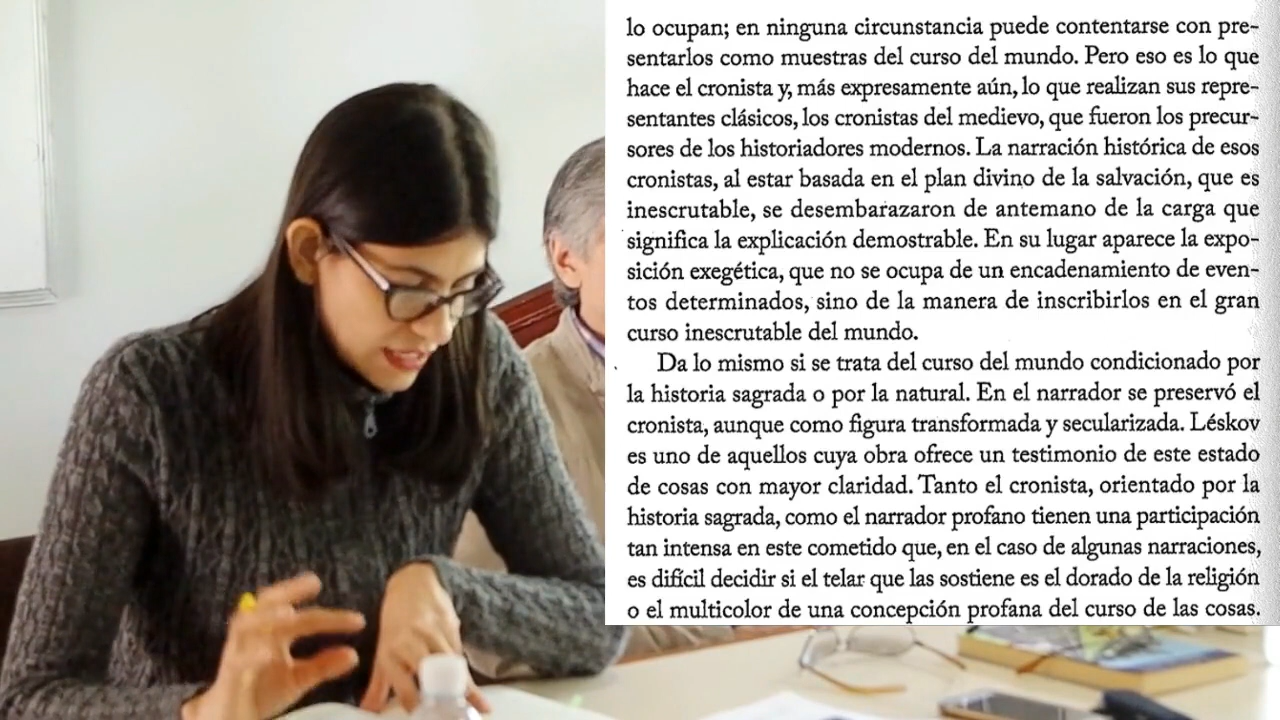 lo ocupan; en ninguna circunstancia puede contentarse con pre-
sentarlos como muestras del curso del mundo. Pero eso es lo que
hace el cronista y, más expresamente aún, lo que realizan sus repre-
sentantes clásicos, los cronistas del medievo, que fueron los precur-
sores de los historiadores modernos. La narración histórica de esos
cronistas, al estar basada en el plan divino de la salvación, que es
inescrutable, se desembarazaron de antemano de la carga que
significa la explicación demostrable. En su lugar aparece la expo-
sición exegética, que no se ocupa de un encadenamiento de even-
tos determinados, sino de la manera de inscribirlos en el gran
curso inescrutable del mundo.
Da lo mismo si se trata del curso del mundo condicionado por
la historia sagrada o por la natural. En el narrador se preservó el
cronista, aunque como figura transformada y secularizada. Léskov
es uno de aquellos cuya obra ofrece un testimonio de este estado
de cosas con mayor claridad. Tanto el cronista, orientado por la
historia sagrada, como el narrador profano tienen una participación
tan intensa en este cometido que, en el caso de algunas narraciones,
es difícil decidir si el telar que las sostiene es el dorado de la religión
o el multicolor de una concepción profana del curso de las cosas.